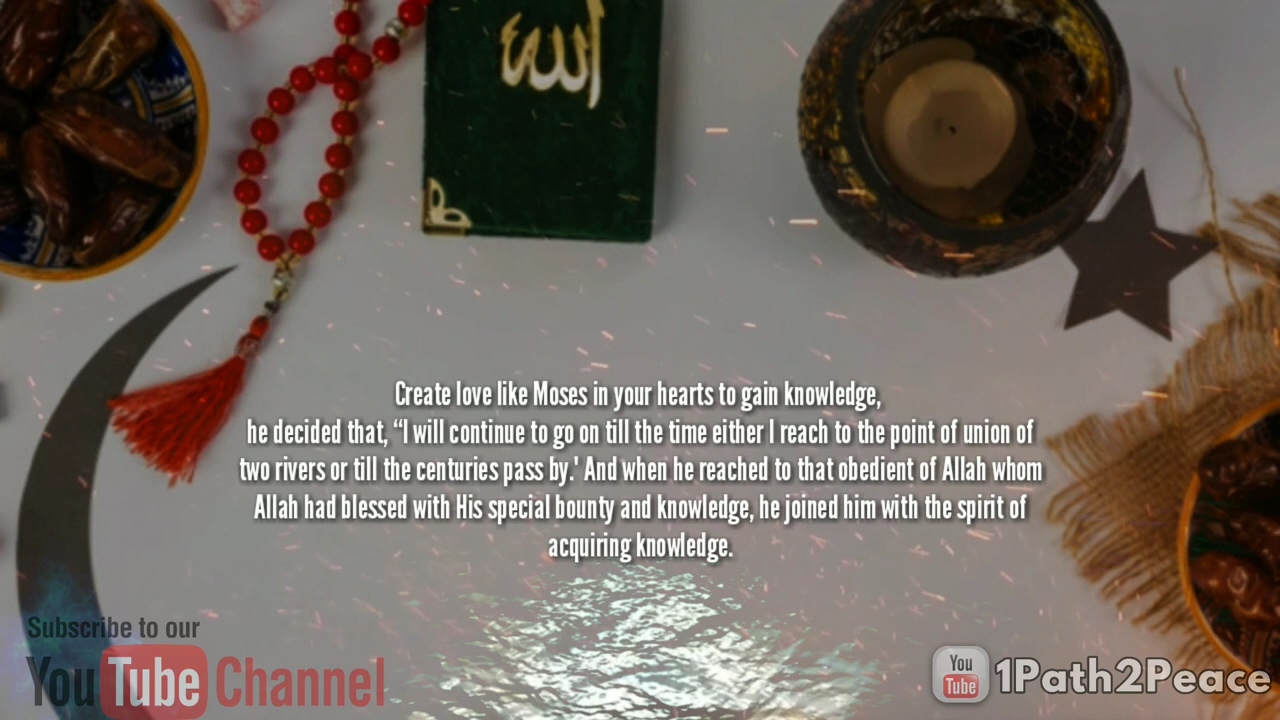 الله
Create love like Moses in your hearts to gain knowledge,
he decided that, “I will continue to go on till the time either I reach to the point of union of
two rivers or till the centuries pass by.' And when he reached to that obedient of Allah whom
Allah had blessed with His special bounty and knowledge, he joined him with the spirit of
acquiring knowledge.
Subscribe to our
YouTube Channel
You
Tube
1Path2Peace